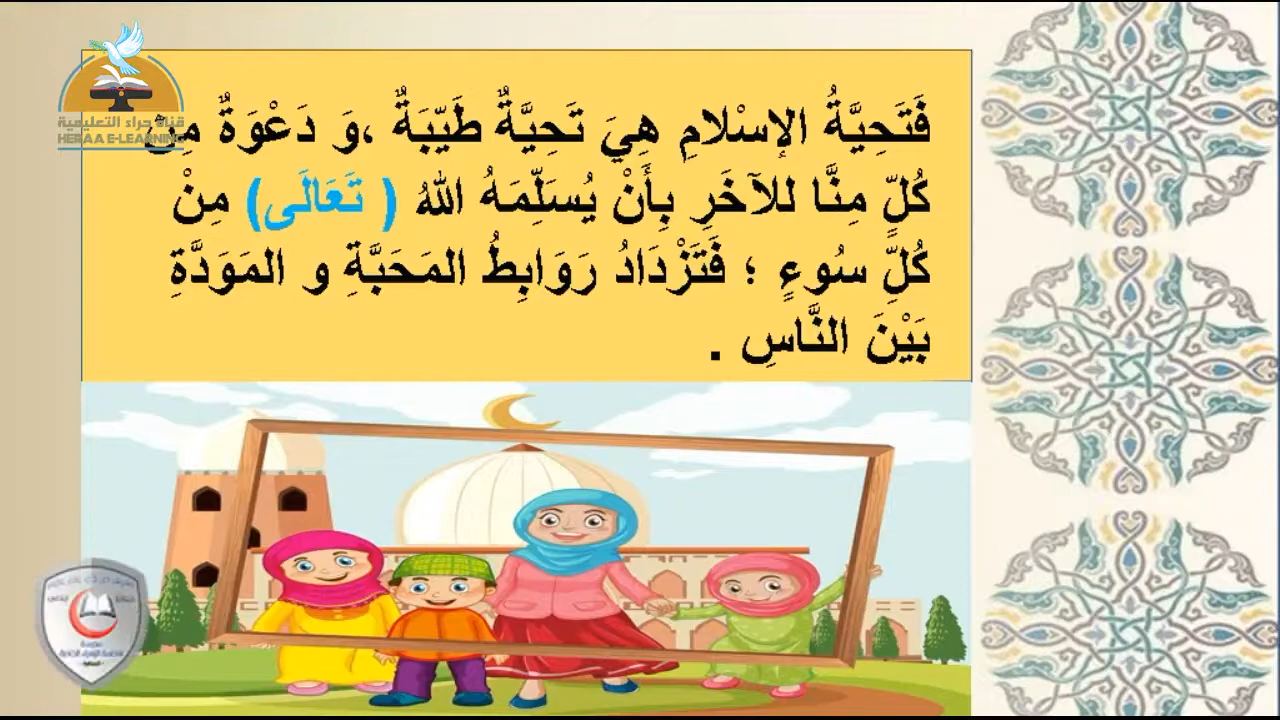 قناة حراء التعليمية
HERAA E-LEARNING
فَتَحِيَّةُ الإسْلامِ هِيَ تَحِيَّةٌ طَيِّبَةٌ ،وَ دَعْوَةٌ مِنْ
كُلٍّ مِنَّا للآخَرِ بِأَنْ يُسَلِّمَهُ اللهُ ( تَعَالَى) مِنْ
كُلِّ سُوءٍ ؛ فَتَزْدَادُ رَوَابِطُ المَحَبَّةِ و المَوَدَّةِ
بَيْنَ النَّاسِ .